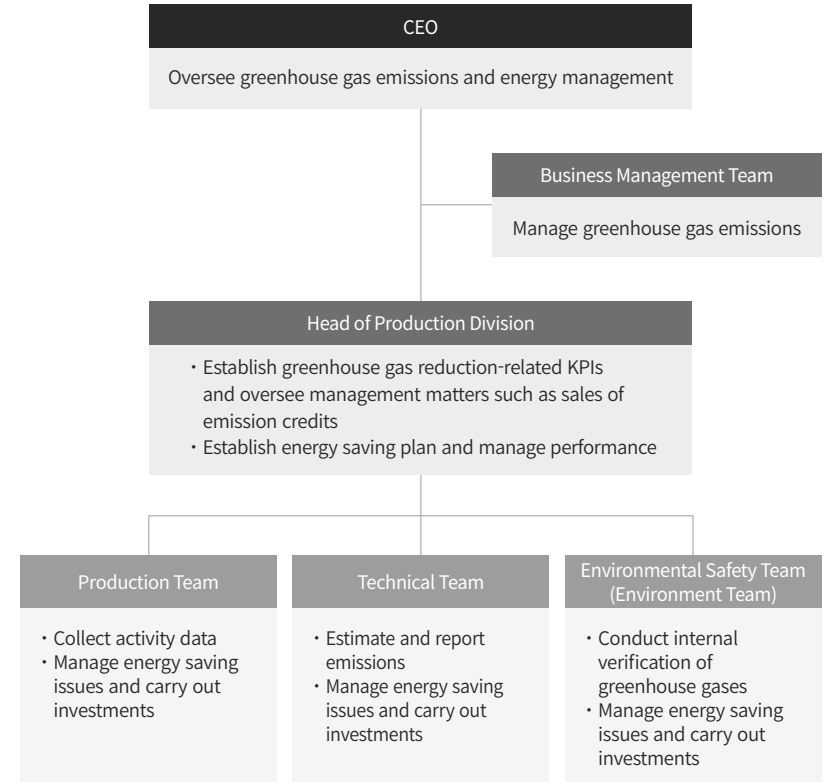 CEO
Oversee greenhouse gas emissions and energy management
Business Management Team
Manage greenhouse gas emissions
Head of Production Division
・Establish greenhouse gas reduction-related KPIs
and oversee management matters such as sales of
emission credits
・Establish energy saving plan and manage performance
Production Team
・Collect activity data
・Manage energy saving
issues and carry out
investments
Technical Team
・Estimate and report
emissions
・Manage energy saving
issues and carry out
investments
Environmental Safety Team
(Environment Team)
・Conduct internal
verification of
greenhouse gases
・Manage energy saving
issues and carry out
investments